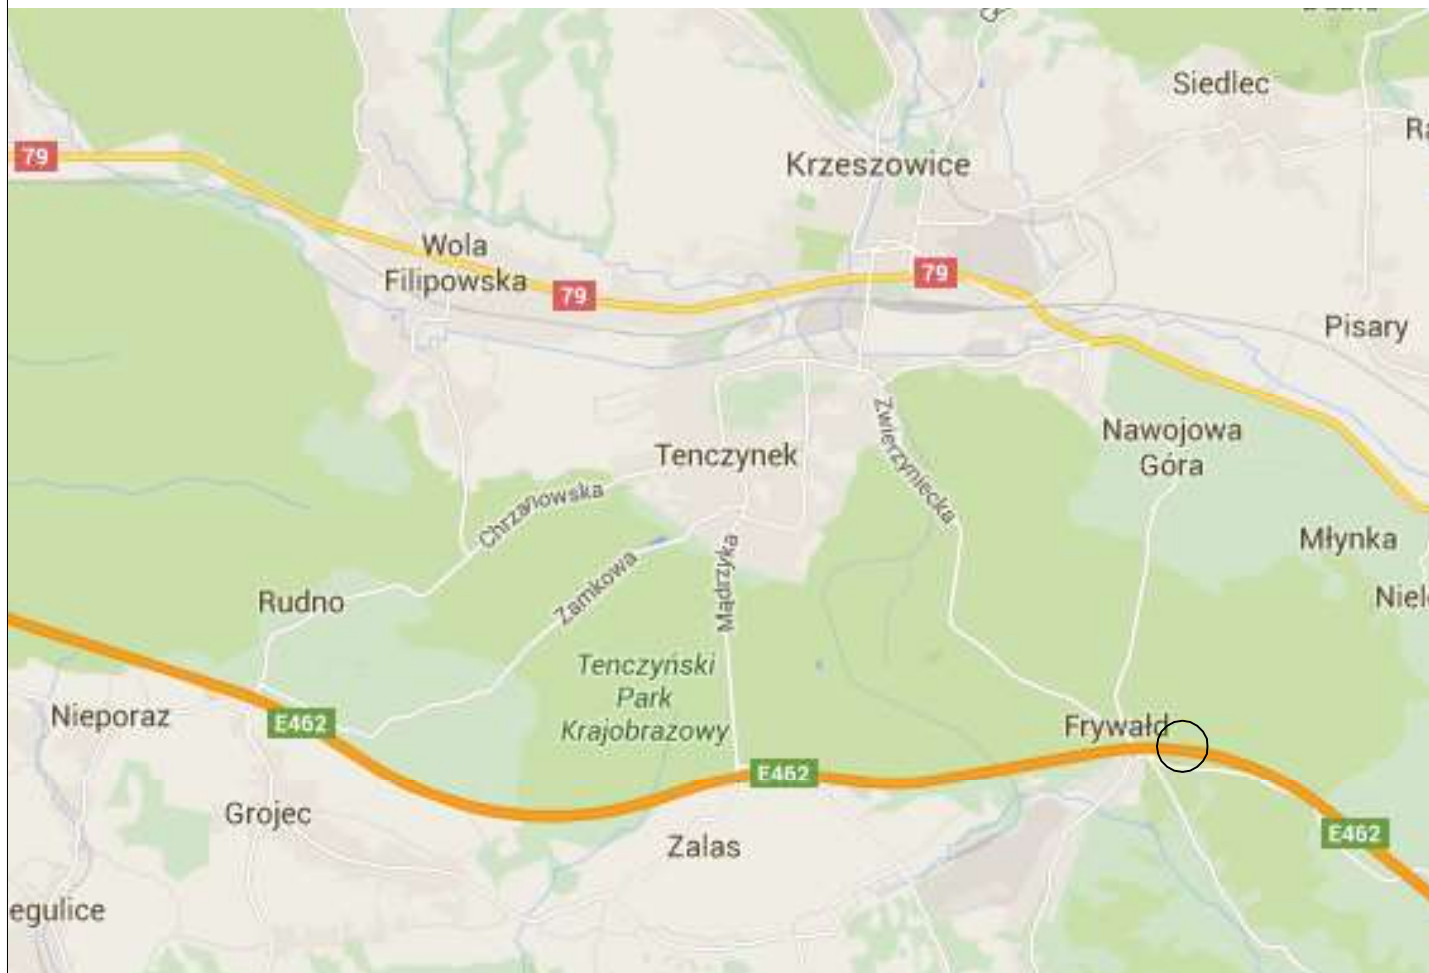 Siedlec
79
Krzeszowice
Wola
Filipowska
79
79
Pisary
Zwierzyniecka
Nawojowa
Góra
Tenczynek
Chrzanowska
Młynka
Mądrzyka
Zamkowa
Rudno
Tenczyński
Park
Krajobrazowy
Nieporaz
E462
Frywałd
E462
Grojec
E462
Zalas
egulice